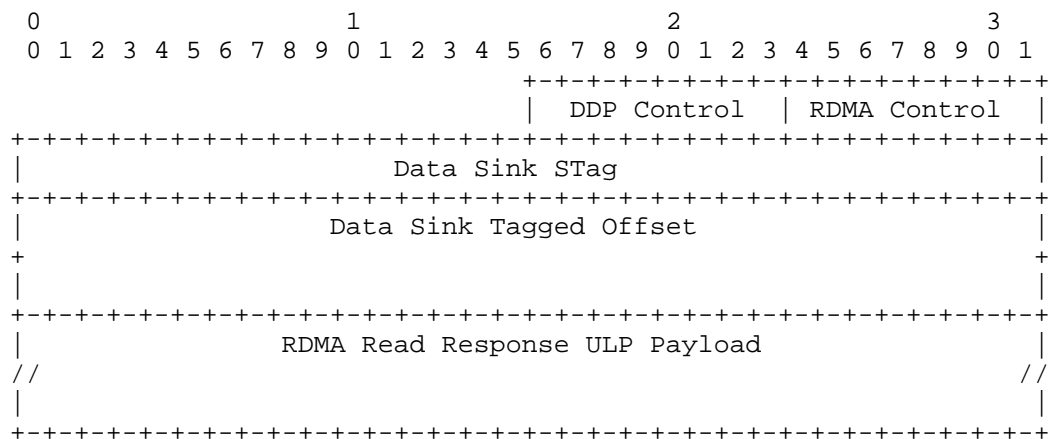 0                   1                   2                   3
 0 1 2 3 4 5 6 7 8 9 0 1 2 3 4 5 6 7 8 9 0 1 2 3 4 5 6 7 8 9 0 1
                                +-+-+-+-+-+-+-+-+-+-+-+-+-+-+-+-+
                                |  DDP Control  | RDMA Control  |
+-+-+-+-+-+-+-+-+-+-+-+-+-+-+-+-+-+-+-+-+-+-+-+-+-+-+-+-+-+-+-+-+
|                       Data Sink STag                          |
+-+-+-+-+-+-+-+-+-+-+-+-+-+-+-+-+-+-+-+-+-+-+-+-+-+-+-+-+-+-+-+-+
|                   Data Sink Tagged Offset                     |
+                                                               +
|                                                               |
+-+-+-+-+-+-+-+-+-+-+-+-+-+-+-+-+-+-+-+-+-+-+-+-+-+-+-+-+-+-+-+-+
|                RDMA Read Response ULP Payload                 |
//                                                             //
|                                                               |
+-+-+-+-+-+-+-+-+-+-+-+-+-+-+-+-+-+-+-+-+-+-+-+-+-+-+-+-+-+-+-+-+